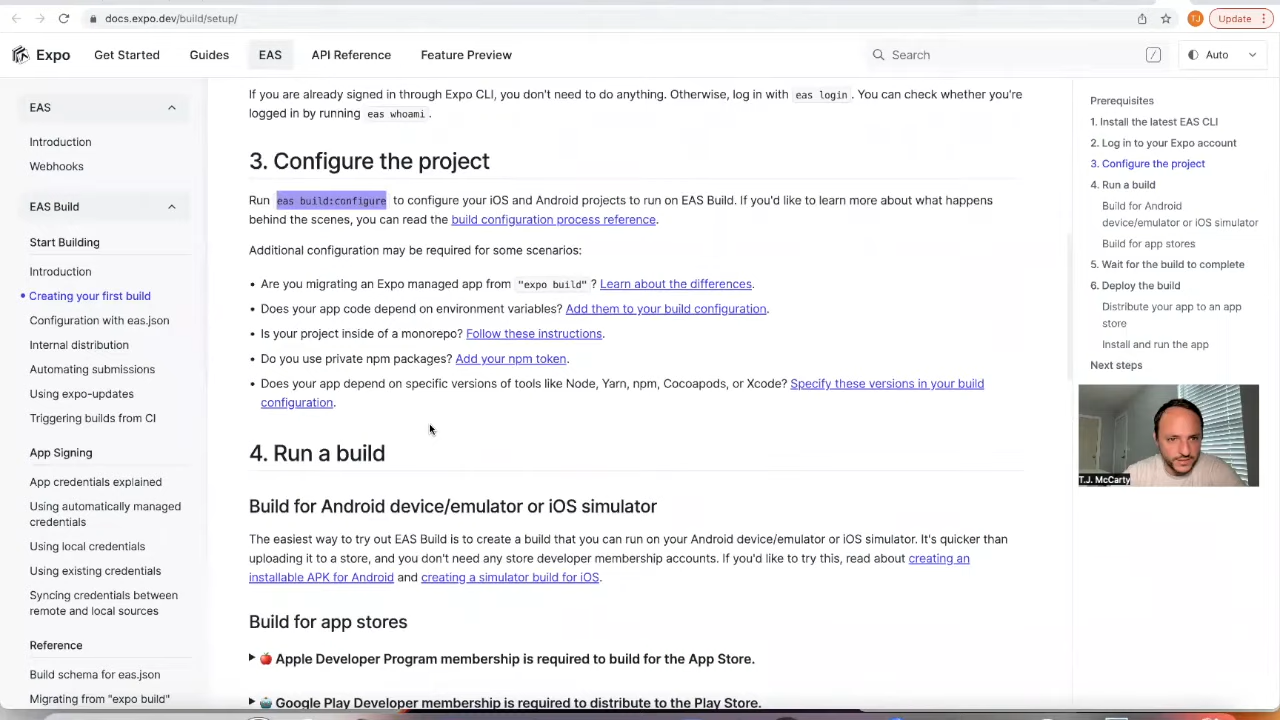 docs.expo.dev/build/setup/
TJ
Update
Expo
Get Started
Guides
EAS
API Reference
Feature Preview
Search
/
Auto
EAS
Introduction
Webhooks
EAS Build
Start Building
Introduction
Creating your first build
Configuration with eas.json
Internal distribution
Automating submissions
Using expo-updates
Triggering builds from CI
App Signing
App credentials explained
Using automatically managed
credentials
Using local credentials
Using existing credentials
Syncing credentials between
remote and local sources
Reference
Build schema for eas.json
Migrating from "expo build"
If you are already signed in through Expo CLI, you don't need to do anything. Otherwise, log in with eas login. You can check whether you're
logged in by running eas whoami.
3. Configure the project
Run eas build:configure to configure your iOS and Android projects to run on EAS Build. If you'd like to learn more about what happens
behind the scenes, you can read the build configuration process reference.
Additional configuration may be required for some scenarios:
• Are you migrating an Expo managed app from "expo build"? Learn about the differences.
• Does your app code depend on environment variables? Add them to your build configuration.
• Is your project inside of a monorepo? Follow these instructions.
• Do you use private npm packages? Add your npm token.
• Does your app depend on specific versions of tools like Node, Yarn, npm, Cocoapods, or Xcode? Specify these versions in your build
configuration.
4. Run a build
Build for Android device/emulator or iOS simulator
The easiest way to try out EAS Build is to create a build that you can run on your Android device/emulator or iOS simulator. It's quicker than
uploading it to a store, and you don't need any store developer membership accounts. If you'd like to try this, read about creating an
installable APK for Android and creating a simulator build for iOS.
Build for app stores
Apple Developer Program membership is required to build for the App Store.
Google Play Developer membership is required to distribute to the Play Store.
Prerequisites
1. Install the latest EAS CLI
2. Log in to your Expo account
3. Configure the project
4. Run a build
Build for Android
device/emulator or iOS simulator
Build for app stores
5. Wait for the build to complete
6. Deploy the build
Distribute your app to an app
store
Install and run the app
Next steps
T.J. McCarty